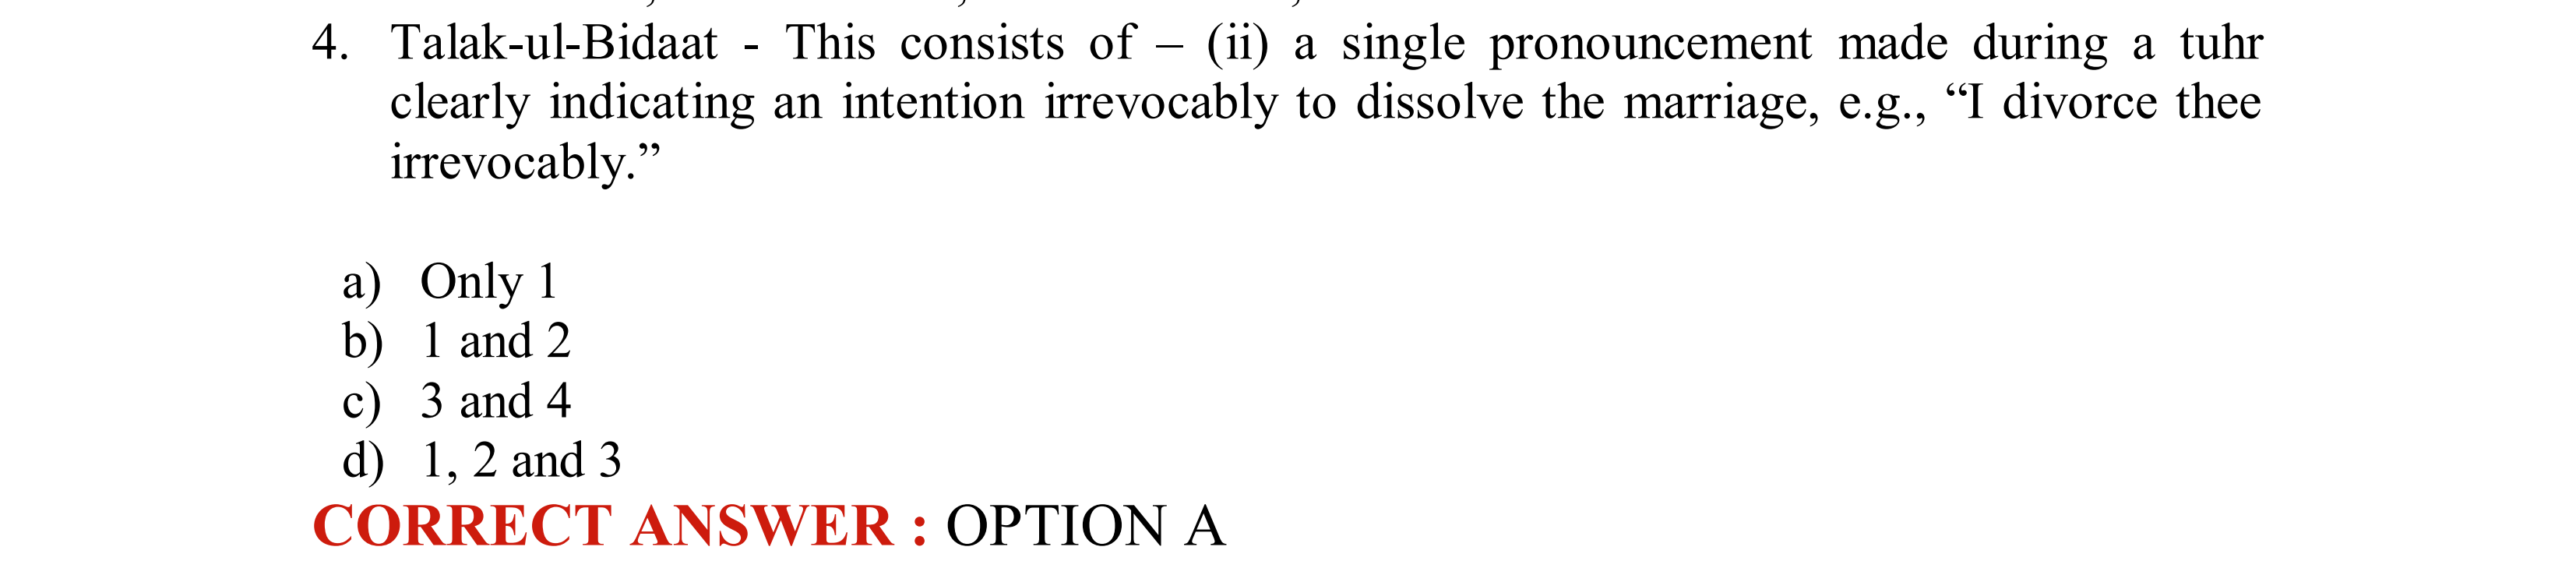 4. Talak-ul-Bidaat - This consists of – (ii) a single pronouncement made during a tuhr
clearly indicating an intention irrevocably to dissolve the marriage, e.g., “I divorce thee
irrevocably.”
a) Only 1
b) 1 and 2
c) 3 and 4
d) 1, 2 and 3
CORRECT ANSWER : OPTION A